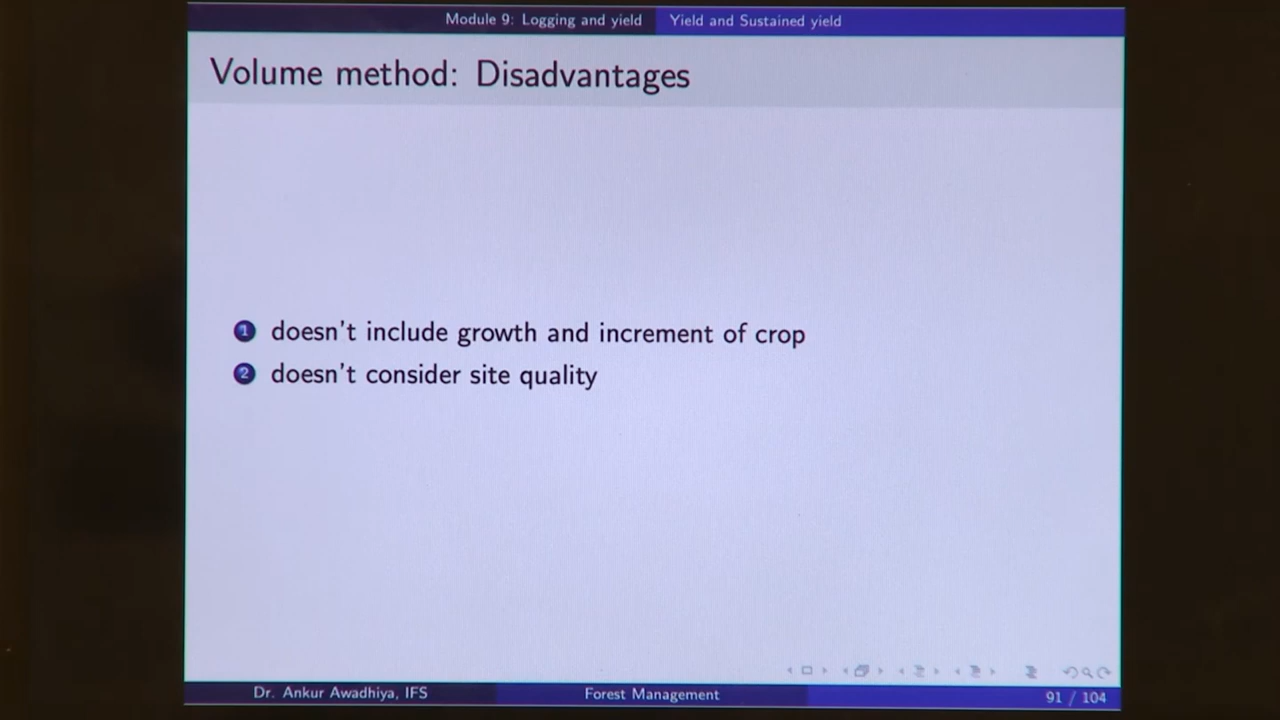 Module 9: Logging and yield Yield and Sustained yield
Volume method: Disadvantages
1 doesn't include growth and increment of crop
2 doesn't consider site quality
Dr. Ankur Awadhiya, IFS Forest Management 91 / 104